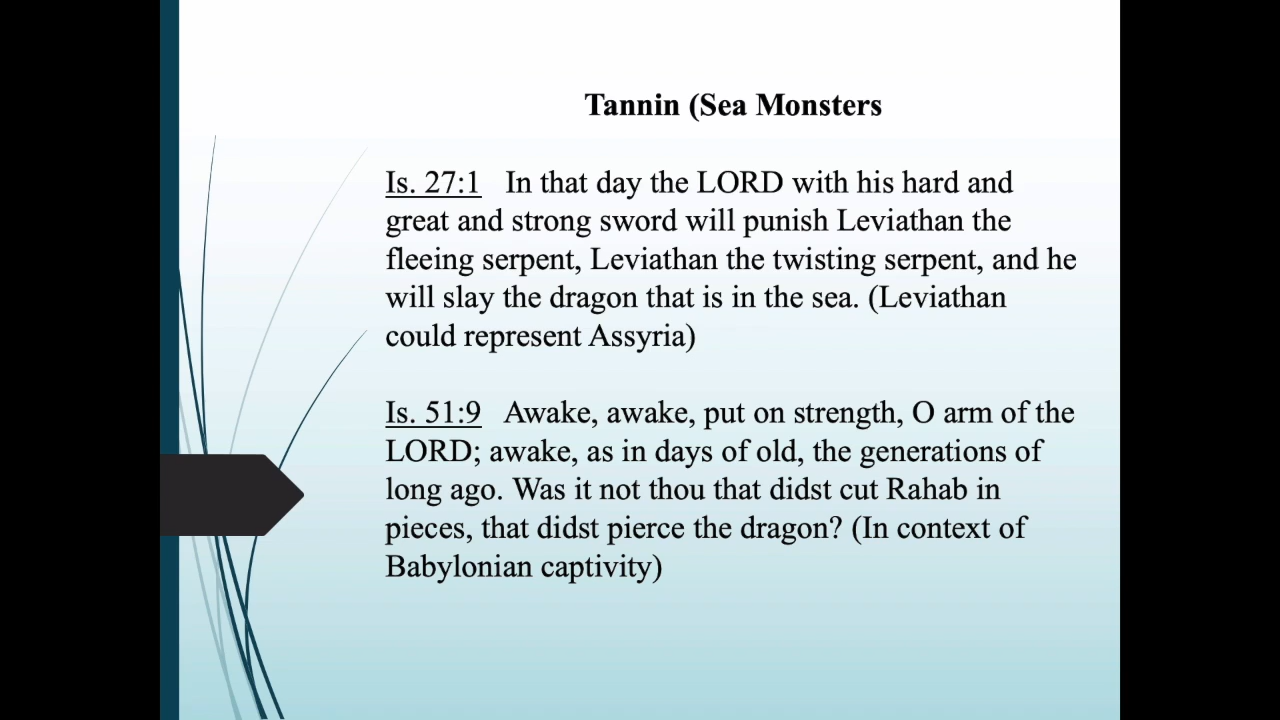 Tannin (Sea Monsters
Is. 27:1 In that day the LORD with his hard and
great and strong sword will punish Leviathan the
fleeing serpent, Leviathan the twisting serpent, and he
will slay the dragon that is in the sea. (Leviathan
could represent Assyria)
Is. 51:9 Awake, awake, put on strength, O arm of the
LORD; awake, as in days of old, the generations of
long ago. Was it not thou that didst cut Rahab in
pieces, that didst pierce the dragon? (In context of
Babylonian captivity)